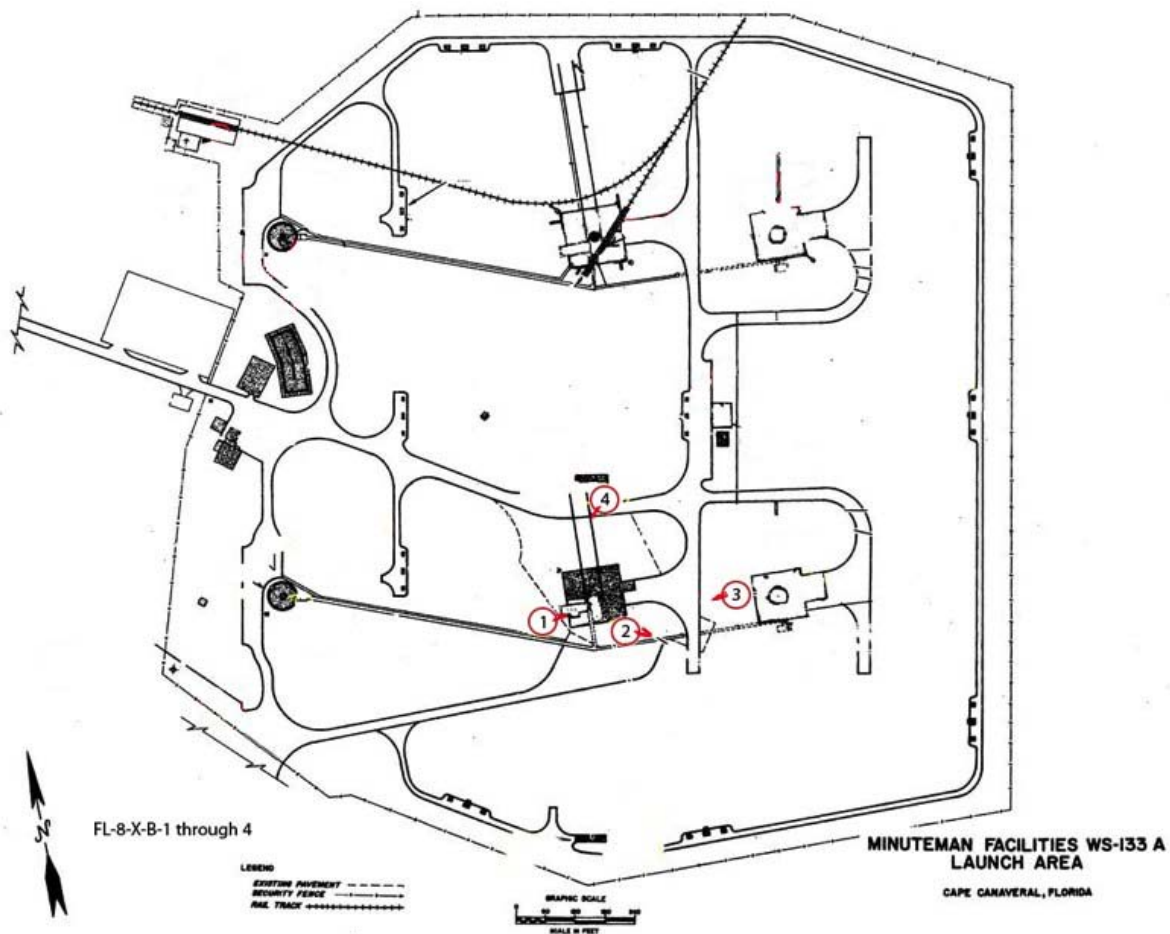 4
3
1
2
FL-8-X-B-1 through 4
MINUTEMAN FACILITIES WS-133 A
LAUNCH AREA
CAPE CANAVERAL, FLORIDA
LEGEND
EXISTING PAVEMENT
SECURITY FENCE
RAIL TRACK
GRAPHIC SCALE
SCALE IN FEET